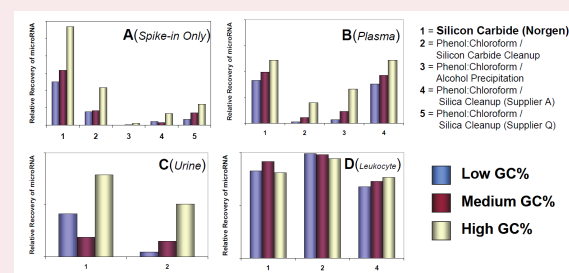 A(Spike-in Only)
Relative Recovery of microRNA
1 2 3 4 5
B(Plasma)
Relative Recovery of microRNA
1 2 3 4
1 = Silicon Carbide (Norgen)
2 = Phenol:Chloroform /
Silicon Carbide Cleanup
3 = Phenol:Chloroform /
Alcohol Precipitation
4 = Phenol:Chloroform /
Silica Cleanup (Supplier A)
5 = Phenol:Chloroform /
Silica Cleanup (Supplier Q)
C(Urine)
Relative Recovery of microRNA
1 2
D(Leukocyte)
Relative Recovery of microRNA
1 2 4
Low GC%
Medium GC%
High GC%